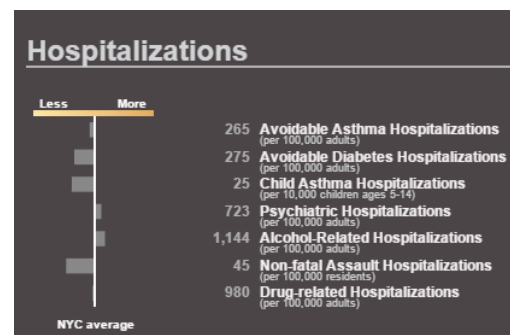 Hospitalizations
Less More
265 Avoidable Asthma Hospitalizations
(per 100,000 adults)
275 Avoidable Diabetes Hospitalizations
(per 100,000 adults)
25 Child Asthma Hospitalizations
(per 10,000 children ages 5-14)
723 Psychiatric Hospitalizations
(per 100,000 adults)
1,144 Alcohol-Related Hospitalizations
(per 100,000 adults)
45 Non-fatal Assault Hospitalizations
(per 100,000 residents)
980 Drug-related Hospitalizations
(per 100,000 adults)
NYC average